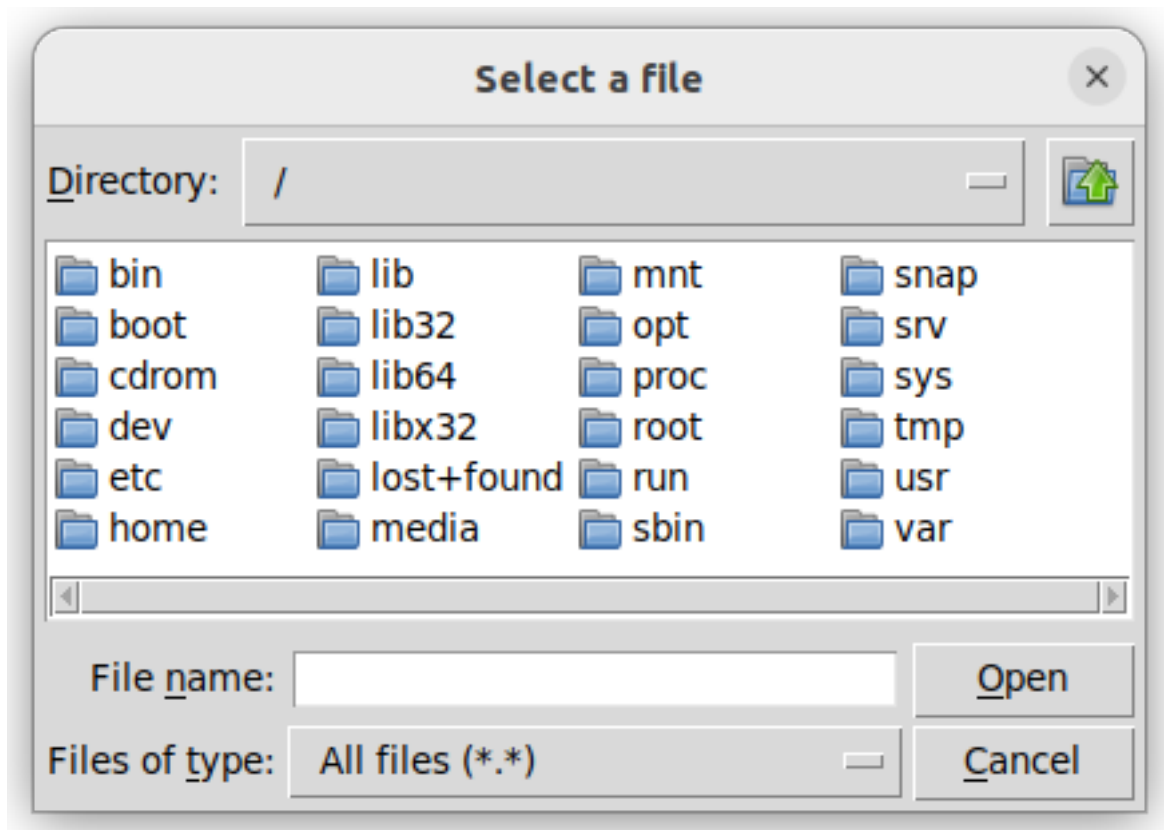 Select a file
Directory: /
bin lib mnt snap
boot lib32 opt srv
cdrom lib64 proc sys
dev libx32 root tmp
etc lost+found run usr
home media sbin var
File name: Open
Files of type: All files (*.*) Cancel